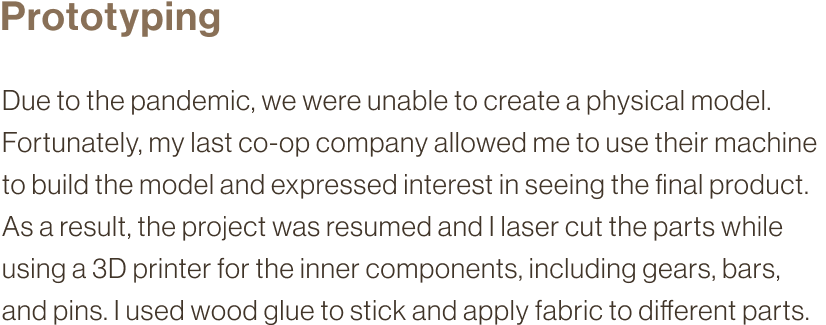 Prototyping
Due to the pandemic, we were unable to create a physical model.
Fortunately, my last co-op company allowed me to use their machine
to build the model and expressed interest in seeing the final product.
As a result, the project was resumed and I laser cut the parts while
using a 3D printer for the inner components, including gears, bars,
and pins. I used wood glue to stick and apply fabric to different parts.